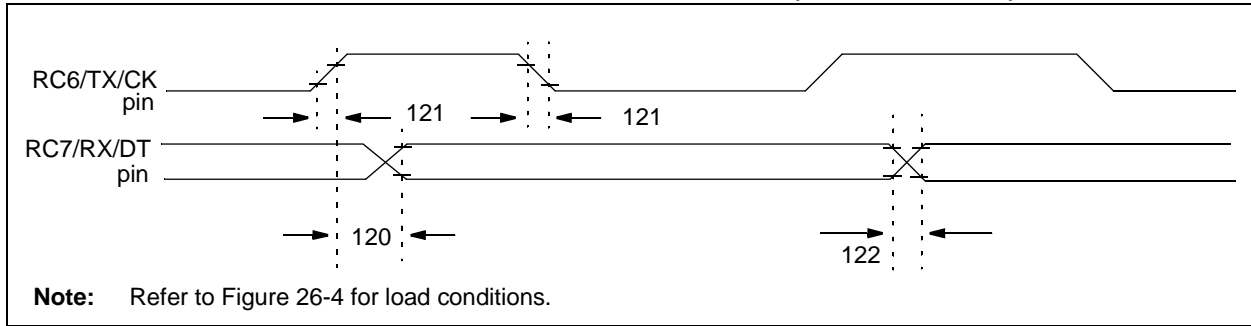 RC6/TX/CK
pin
121
121
RC7/RX/DT
pin
120
122
Note: Refer to Figure 26-4 for load conditions.